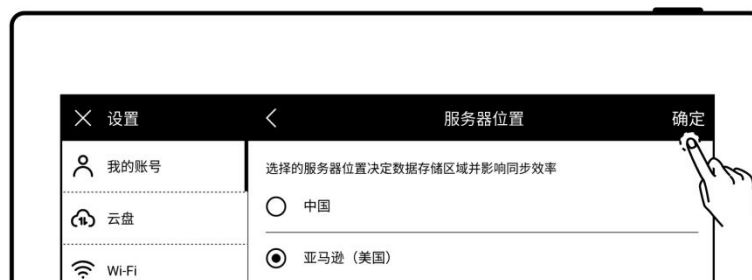 设置
服务器位置
确定
我的账号
选择的服务器位置决定数据存储区域并影响同步效率
中国
云盘
亚马逊（美国）
Wi-Fi